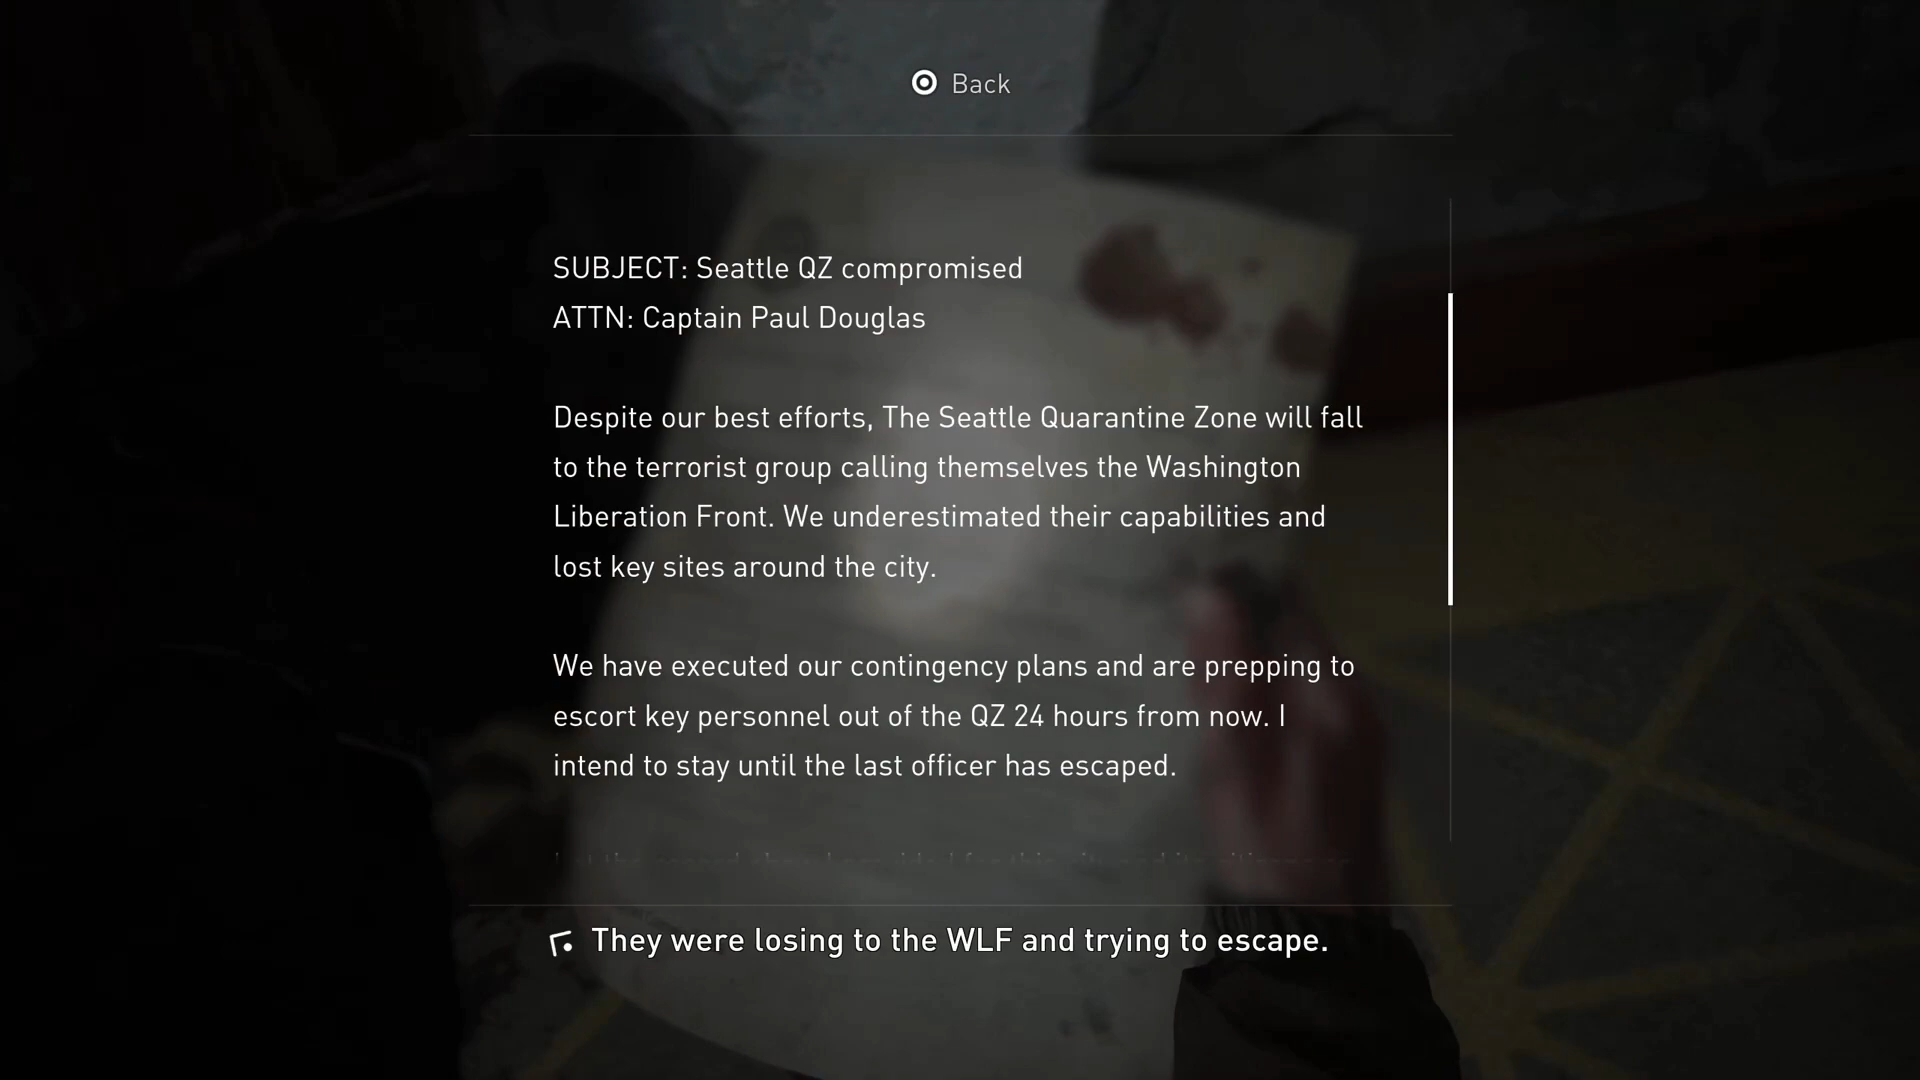 Back
SUBJECT: Seattle QZ compromised
ATTN: Captain Paul Douglas
Despite our best efforts, The Seattle Quarantine Zone will fall
to the terrorist group calling themselves the Washington
Liberation Front. We underestimated their capabilities and
lost key sites around the city.
We have executed our contingency plans and are prepping to
escort key personnel out of the QZ 24 hours from now. I
intend to stay until the last officer has escaped.
They were losing to the WLF and trying to escape.